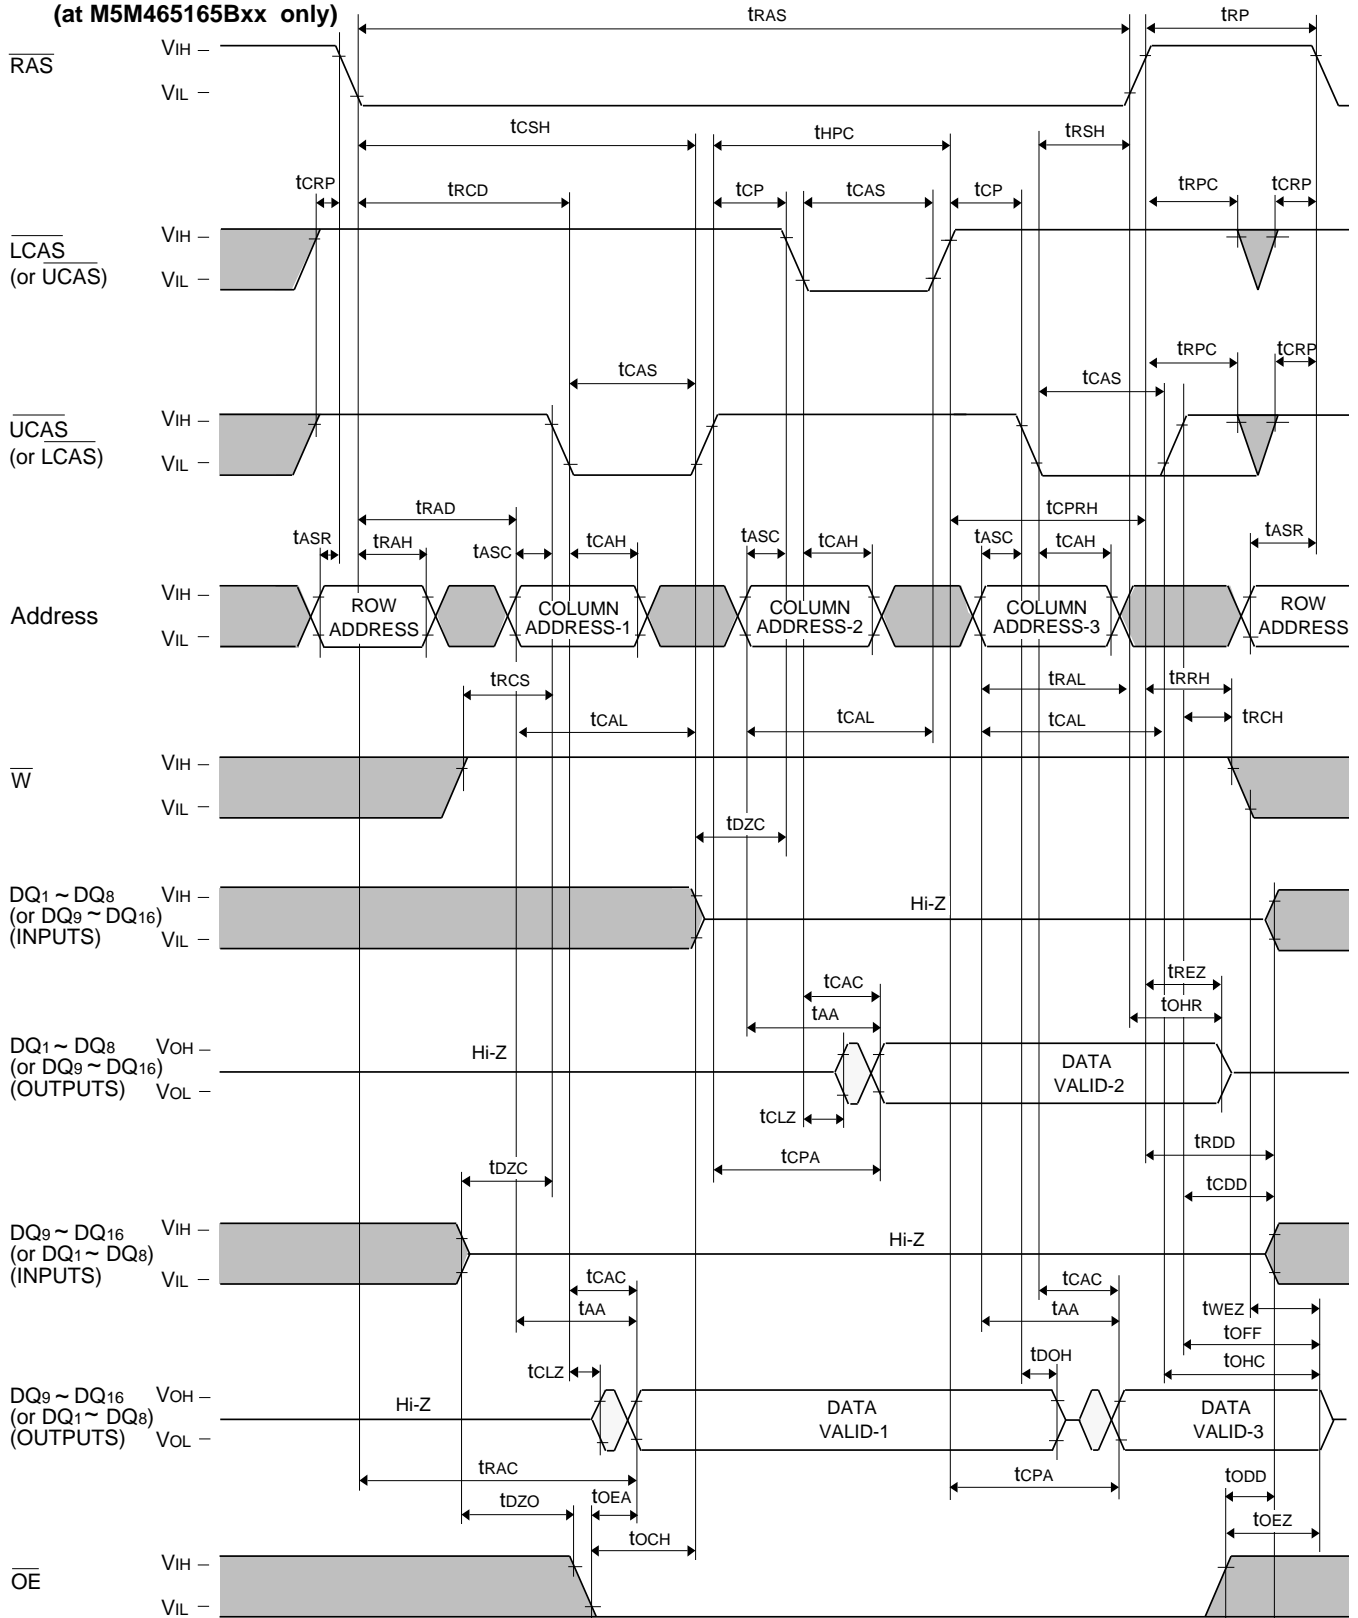 (at M5M465165Bxx only)
tRAS
tRP
RAS
VIH –
VIL –
tCSH
tHPC
tRSH
tCRP
tRCD
tCP
tCAS
tCP
tRPC
tCRP
LCAS
(or UCAS)
VIH –
VIL –
tRPC
tCRP
tCAS
tCAS
UCAS
(or LCAS)
VIH –
VIL –
tRAD
tCPRH
tASR
tRAH
tASC
tCAH
tASC
tCAH
tASC
tCAH
tASR
Address
VIH –
VIL –
ROW
ADDRESS
COLUMN
ADDRESS-1
COLUMN
ADDRESS-2
COLUMN
ADDRESS-3
ROW
ADDRESS
tRCS
tRAL
tRRH
tCAL
tCAL
tCAL
tRCH
W
VIH –
VIL –
tDZC
DQ1 ~ DQ8
(or DQ9 ~ DQ16)
(INPUTS)
VIH –
VIL –
Hi-Z
tREZ
tCAC
tOHR
tAA
DQ1 ~ DQ8
(or DQ9 ~ DQ16)
(OUTPUTS)
VOH –
VOL –
Hi-Z
DATA
VALID-2
tCLZ
tRDD
tCPA
tDZC
tCDD
DQ9 ~ DQ16
(or DQ1 ~ DQ8)
(INPUTS)
VIH –
VIL –
Hi-Z
tCAC
tCAC
tAA
tAA
tWEZ
tOFF
tCLZ
tDOH
tOHC
DQ9 ~ DQ16
(or DQ1 ~ DQ8)
(OUTPUTS)
VOH –
VOL –
Hi-Z
DATA
VALID-1
DATA
VALID-3
tRAC
tCPA
tDZO
tOEA
tODD
tOCH
tOEZ
OE
VIH –
VIL –